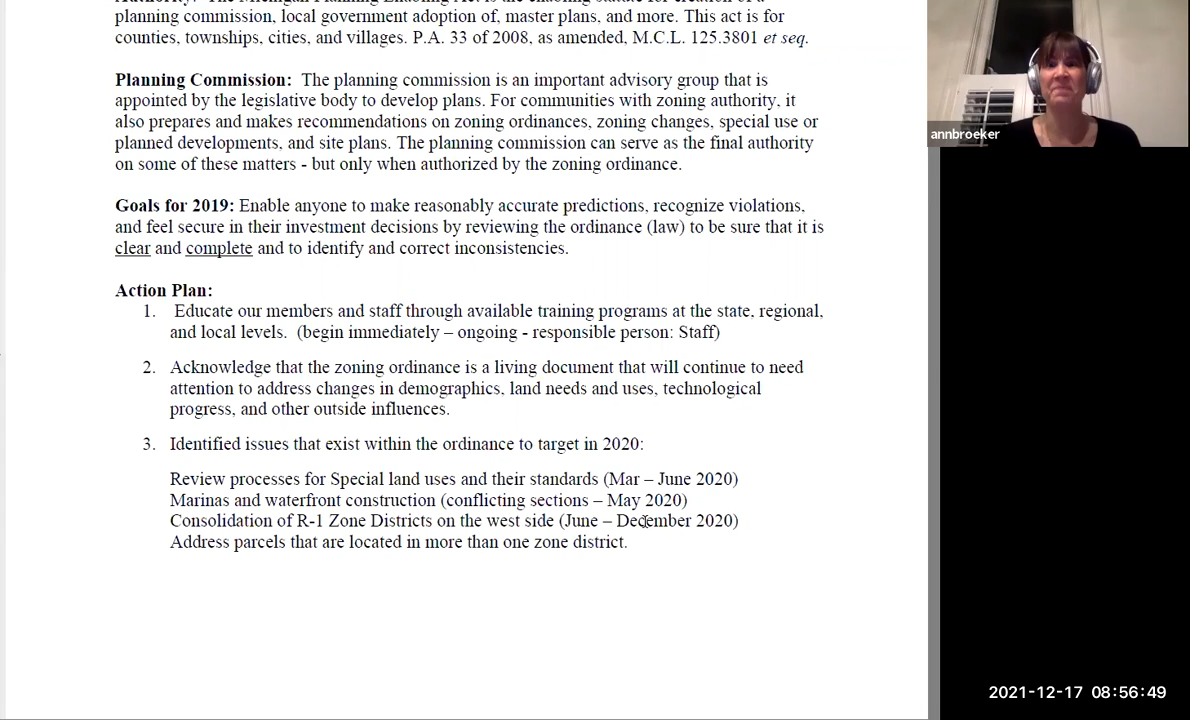 planning commission, local government adoption of, master plans, and more. This act is for
counties, townships, cities, and villages. P.A. 33 of 2008, as amended, M.C.L. 125.3801 et seq.
Planning Commission: The planning commission is an important advisory group that is
appointed by the legislative body to develop plans. For communities with zoning authority, it
also prepares and makes recommendations on zoning ordinances, zoning changes, special use or
planned developments, and site plans. The planning commission can serve as the final authority
on some of these matters - but only when authorized by the zoning ordinance.
Goals for 2019: Enable anyone to make reasonably accurate predictions, recognize violations,
and feel secure in their investment decisions by reviewing the ordinance (law) to be sure that it is
clear and complete and to identify and correct inconsistencies.
Action Plan:
1. Educate our members and staff through available training programs at the state, regional,
and local levels. (begin immediately – ongoing - responsible person: Staff)
2. Acknowledge that the zoning ordinance is a living document that will continue to need
attention to address changes in demographics, land needs and uses, technological
progress, and other outside influences.
3. Identified issues that exist within the ordinance to target in 2020:
Review processes for Special land uses and their standards (Mar – June 2020)
Marinas and waterfront construction (conflicting sections – May 2020)
Consolidation of R-1 Zone Districts on the west side (June – December 2020)
Address parcels that are located in more than one zone district.
annbroeker
2021-12-17 08:56:49